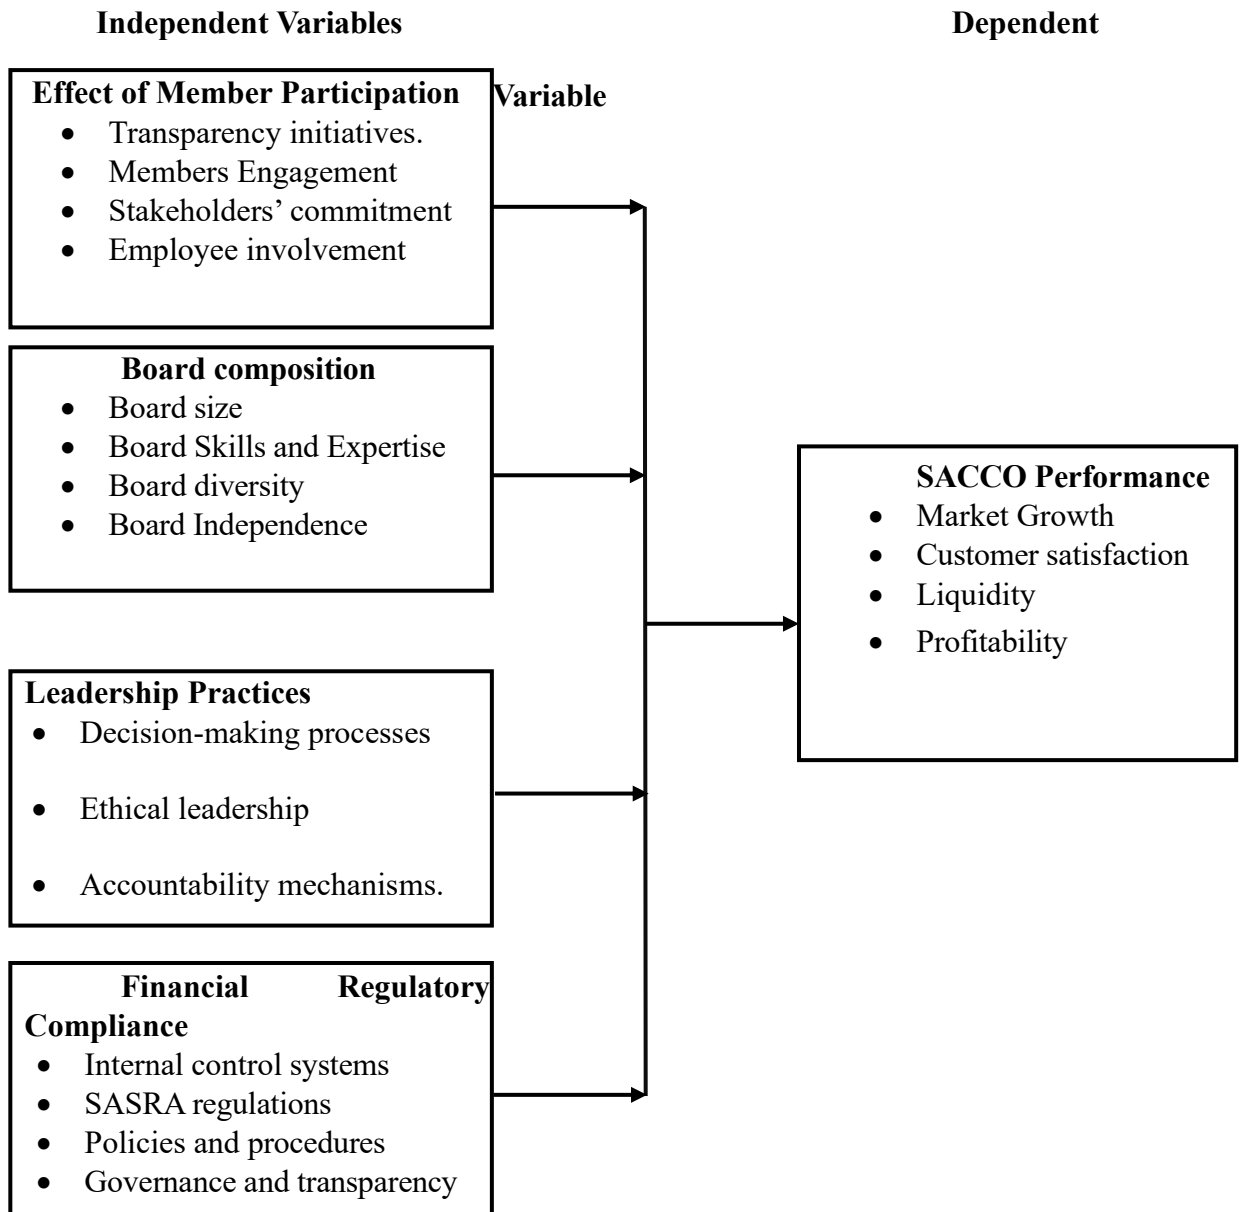 Independent Variables
Dependent
Variable
Effect of Member Participation
• Transparency initiatives.
• Members Engagement
• Stakeholders’ commitment
• Employee involvement
Board composition
• Board size
• Board Skills and Expertise
• Board diversity
• Board Independence
Leadership Practices
• Decision-making processes
• Ethical leadership
• Accountability mechanisms.
Financial Regulatory
Compliance
• Internal control systems
• SASRA regulations
• Policies and procedures
• Governance and transparency
SACCO Performance
• Market Growth
• Customer satisfaction
• Liquidity
• Profitability